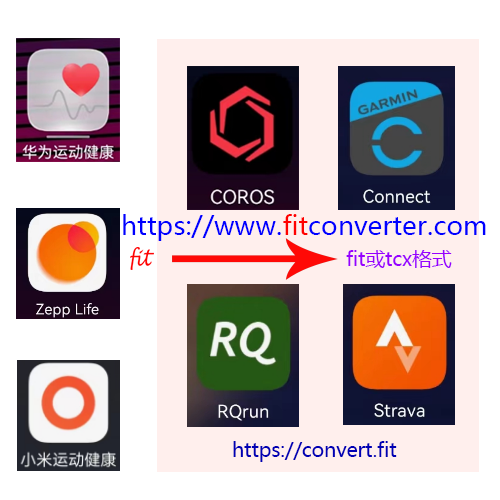 华为运动健康
COROS
GARMIN
Connect
https://www.fitconverter.com
fit
fit或tcx格式
Zepp Life
RQ
RQrun
Strava
小米运动健康
https://convert.fit